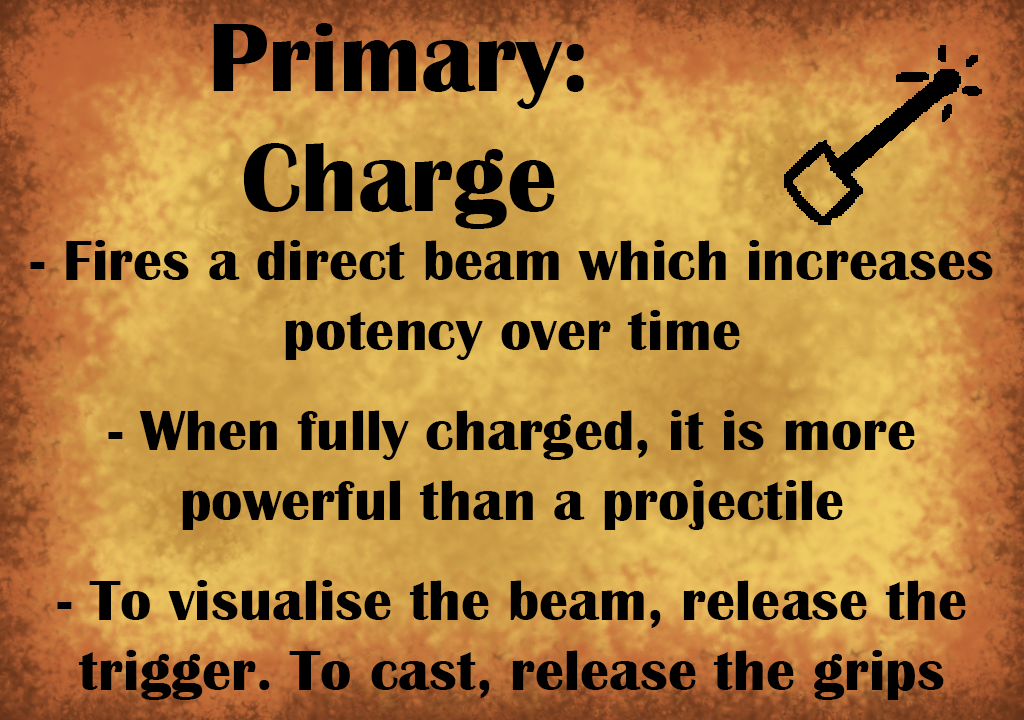 Primary:
Charge
- Fires a direct beam which increases
potency over time
- When fully charged, it is more
powerful than a projectile
- To visualise the beam, release the
trigger. To cast, release the grips